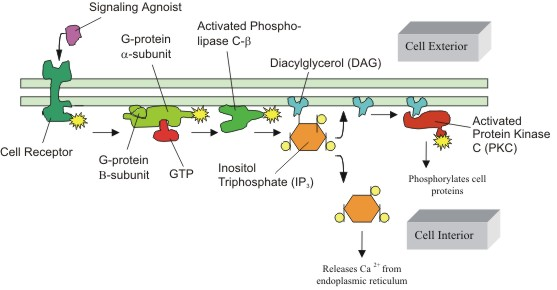 Signaling Agnoist
G-protein
α-subunit
Activated Phospho-
lipase C-β
Diacylglycerol (DAG)
Cell Exterior
Cell Receptor
G-protein
B-subunit
GTP
Inositol
Triphosphate (IP₃)
Activated
Protein Kinase
C (PKC)
Phosphorylates cell
proteins
Cell Interior
Releases Ca 2+ from
endoplasmic reticulum